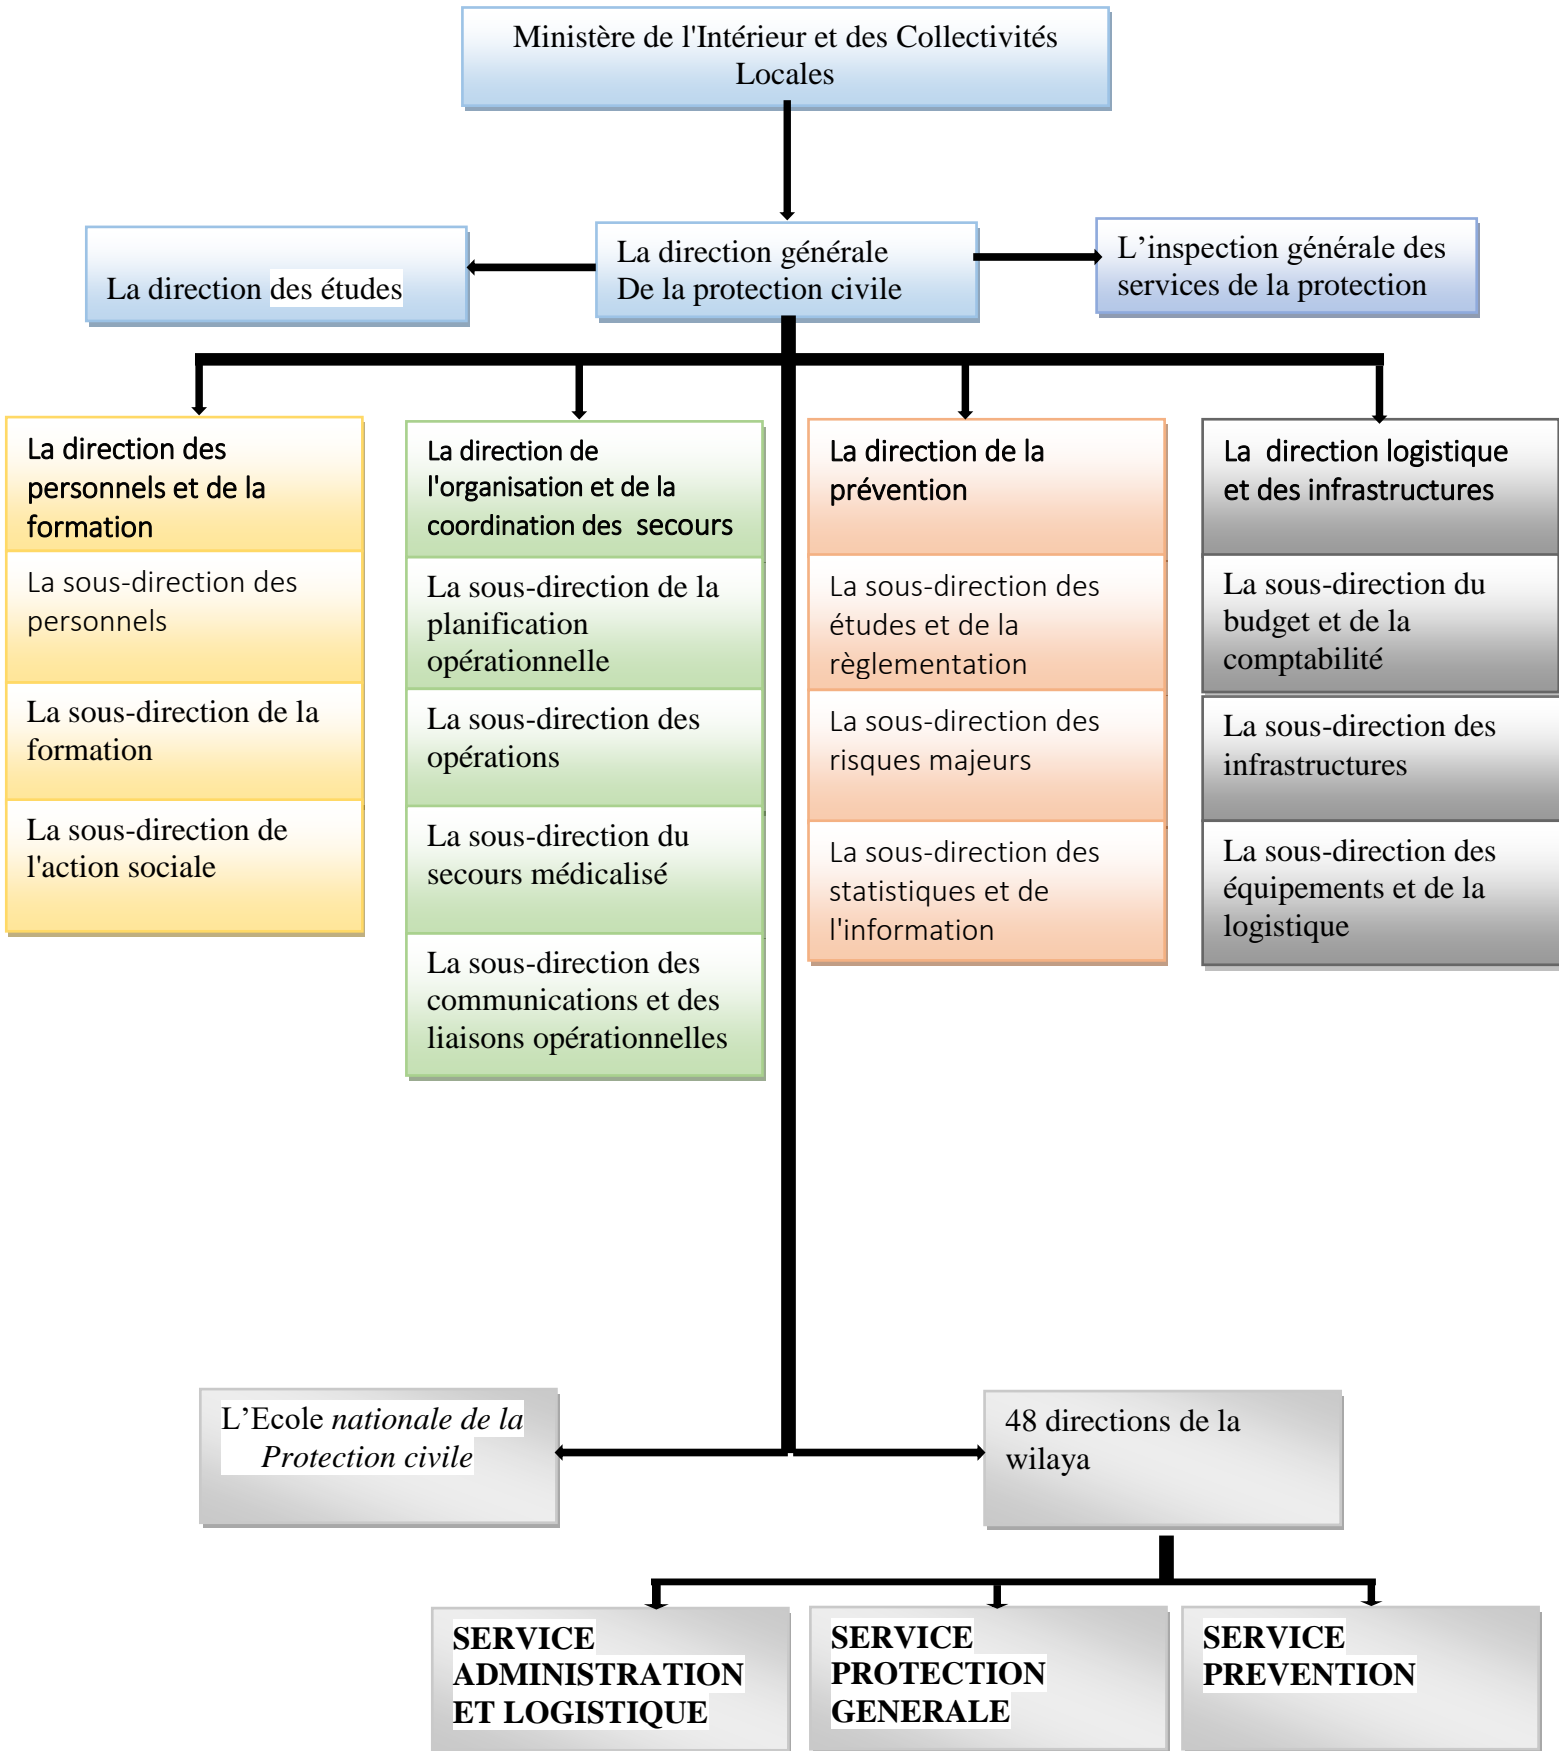 Ministère de l'Intérieur et des Collectivités
Locales
La direction des études
La direction générale
De la protection civile
L’inspection générale des
services de la protection
La direction des
personnels et de la
formation
La sous-direction des
personnels
La sous-direction de la
formation
La sous-direction de
l'action sociale
La direction de
l'organisation et de la
coordination des secours
La sous-direction de la
planification
opérationnelle
La sous-direction des
opérations
La sous-direction du
secours médicalisé
La sous-direction des
communications et des
liaisons opérationnelles
La direction de la
prévention
La sous-direction des
études et de la
règlementation
La sous-direction des
risques majeurs
La sous-direction des
statistiques et de
l'information
La direction logistique
et des infrastructures
La sous-direction du
budget et de la
comptabilité
La sous-direction des
infrastructures
La sous-direction des
équipements et de la
logistique
L’Ecole nationale de la
Protection civile
48 directions de la
wilaya
SERVICE
ADMINISTRATION
ET LOGISTIQUE
SERVICE
PROTECTION
GENERALE
SERVICE
PREVENTION